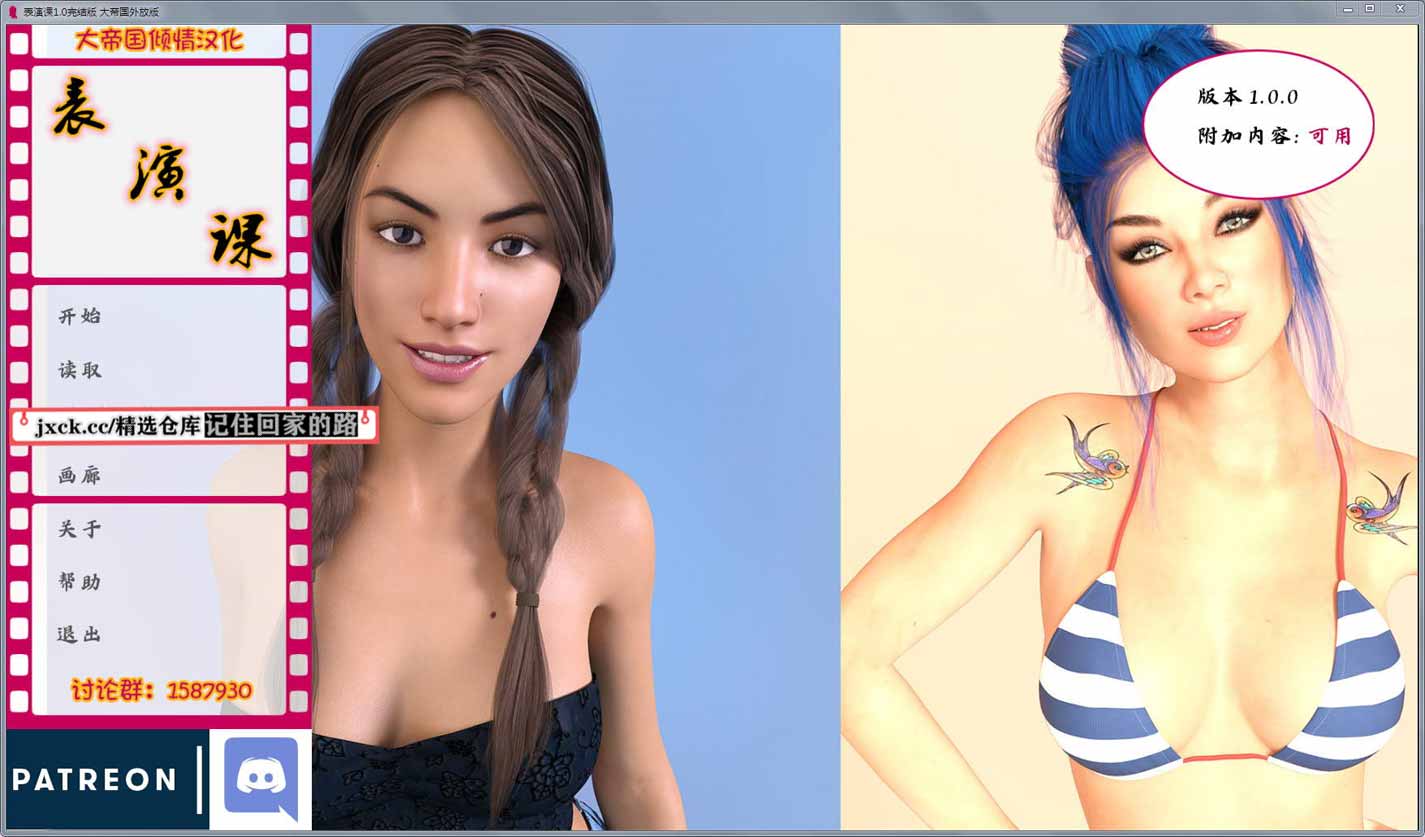 表演课1.0完结版 大帝国外放版
大帝国倾情汉化
表
演
课
开始
读取
jxck.cc/精选仓库 记住回家的路
画廊
关于
帮助
退出
讨论群：1587930
PATREON
版本 1.0.0
附加内容：可用